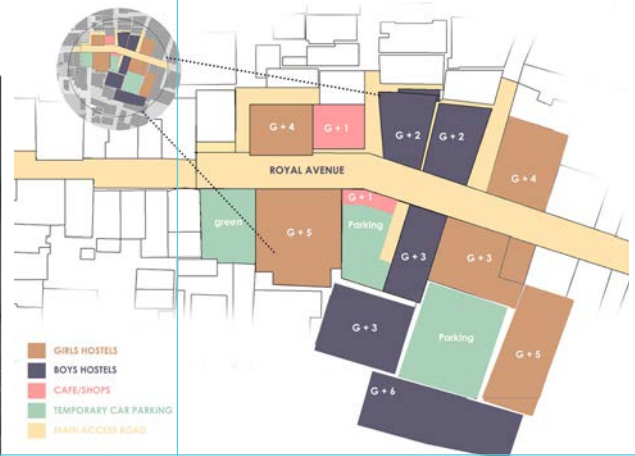 G + 4
G + 1
G + 2
G + 2
ROYAL AVENUE
G + 4
green
G + 5
G + 1
Parking
G + 3
G + 3
G + 3
Parking
G + 5
G + 6
GIRLS HOSTELS
BOYS HOSTELS
CAFE/SHOPS
TEMPORARY CAR PARKING
MAIN ACCESS ROAD